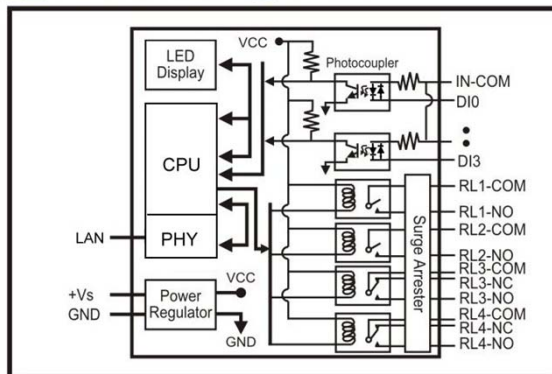 VCC
LED
Display
Photocoupler
IN-COM
DI0
CPU
DI3
RL1-COM
RL1-NO
RL2-COM
LAN
PHY
Surge Arrester
RL2-NO
RL3-COM
RL3-NC
RL3-NO
+Vs
GND
Power
Regulator
VCC
GND
RL4-COM
RL4-NC
RL4-NO